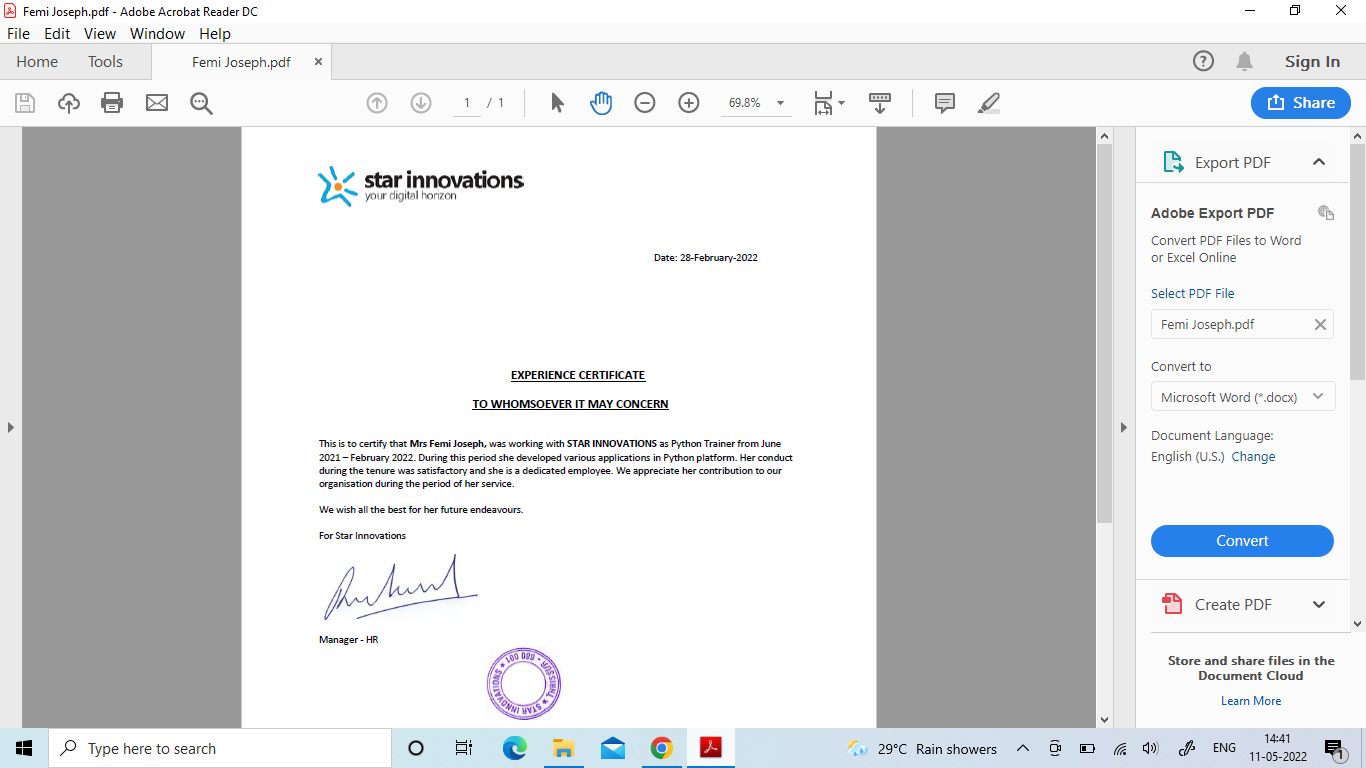 Femi Joseph.pdf - Adobe Acrobat Reader DC
File Edit View Window Help
Home Tools Femi Joseph.pdf × ? Sign In
1 / 1 69.8% Share
star innovations
your digital horizon
Date: 28-February-2022
EXPERIENCE CERTIFICATE
TO WHOMSOEVER IT MAY CONCERN
This is to certify that Mrs Femi Joseph, was working with STAR INNOVATIONS as Python Trainer from June
2021 – February 2022. During this period she developed various applications in Python platform. Her conduct
during the tenure was satisfactory and she is a dedicated employee. We appreciate her contribution to our
organisation during the period of her service.
We wish all the best for her future endeavours.
For Star Innovations
Manager - HR
STAR INNOVATIONS ★ THRISSUR - 680 001 ★
Export PDF
Adobe Export PDF
Convert PDF Files to Word
or Excel Online
Select PDF File
Femi Joseph.pdf
Convert to
Microsoft Word (*.docx)
Document Language:
English (U.S.) Change
Convert
Create PDF
Store and share files in the
Document Cloud
Learn More
Type here to search
29°C Rain showers
ENG
14:41
11-05-2022
1